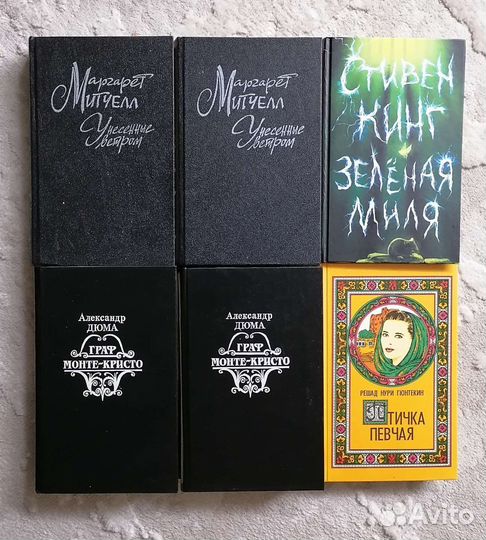 Маргарет
Митчелл
Унесенные
ветром
Маргарет
Митчелл
Унесенные
ветром
СТИВЕН
КИНГ
ЗЕЛЁНАЯ
МИЛЯ
Александр
ДЮМА
ГРАФ
МОНТЕ-КРИСТО
Александр
ДЮМА
ГРАФ
МОНТЕ-КРИСТО
РЕШАД НУРИ ГЮНТЕКИН
ПТИЧКА
ПЕВЧАЯ
Avito